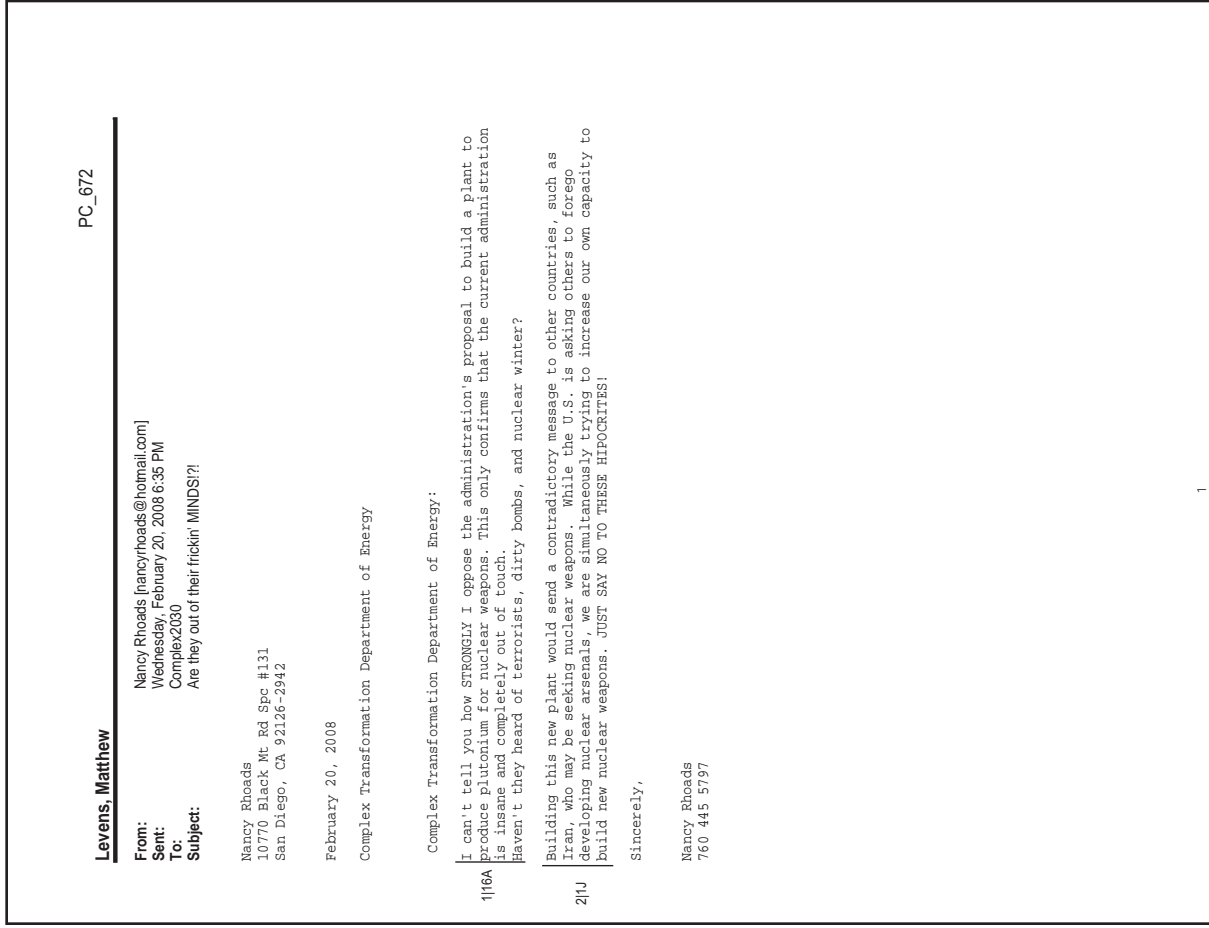 PC_672
Levens, Matthew
From: Nancy Rhoads [nancyrhoads@hotmail.com]
Sent: Wednesday, February 20, 2008 6:35 PM
To: Complex2030
Subject: Are they out of their frickin' MINDS!?!
Nancy Rhoads
10770 Black Mt Rd Spc #131
San Diego, CA 92126-2942
February 20, 2008
Complex Transformation Department of Energy
Complex Transformation Department of Energy:
1|16A
I can't tell you how STRONGLY I oppose the administration's proposal to build a plant to
produce plutonium for nuclear weapons. This only confirms that the current administration
is insane and completely out of touch.
Haven't they heard of terrorists, dirty bombs, and nuclear winter?
2|1J
Building this new plant would send a contradictory message to other countries, such as
Iran, who may be seeking nuclear weapons.  While the U.S. is asking others to forego
developing nuclear arsenals, we are simultaneously trying to increase our own capacity to
build new nuclear weapons. JUST SAY NO TO THESE HIPOCRITES!
Sincerely,
Nancy Rhoads
760 445 5797
1